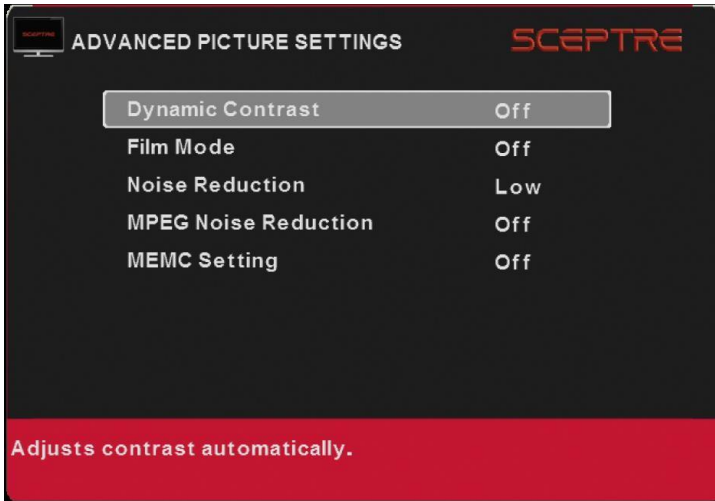 SCEPTRE
ADVANCED PICTURE SETTINGS
SCEPTRE
Dynamic Contrast Off
Film Mode Off
Noise Reduction Low
MPEG Noise Reduction Off
MEMC Setting Off
Adjusts contrast automatically.